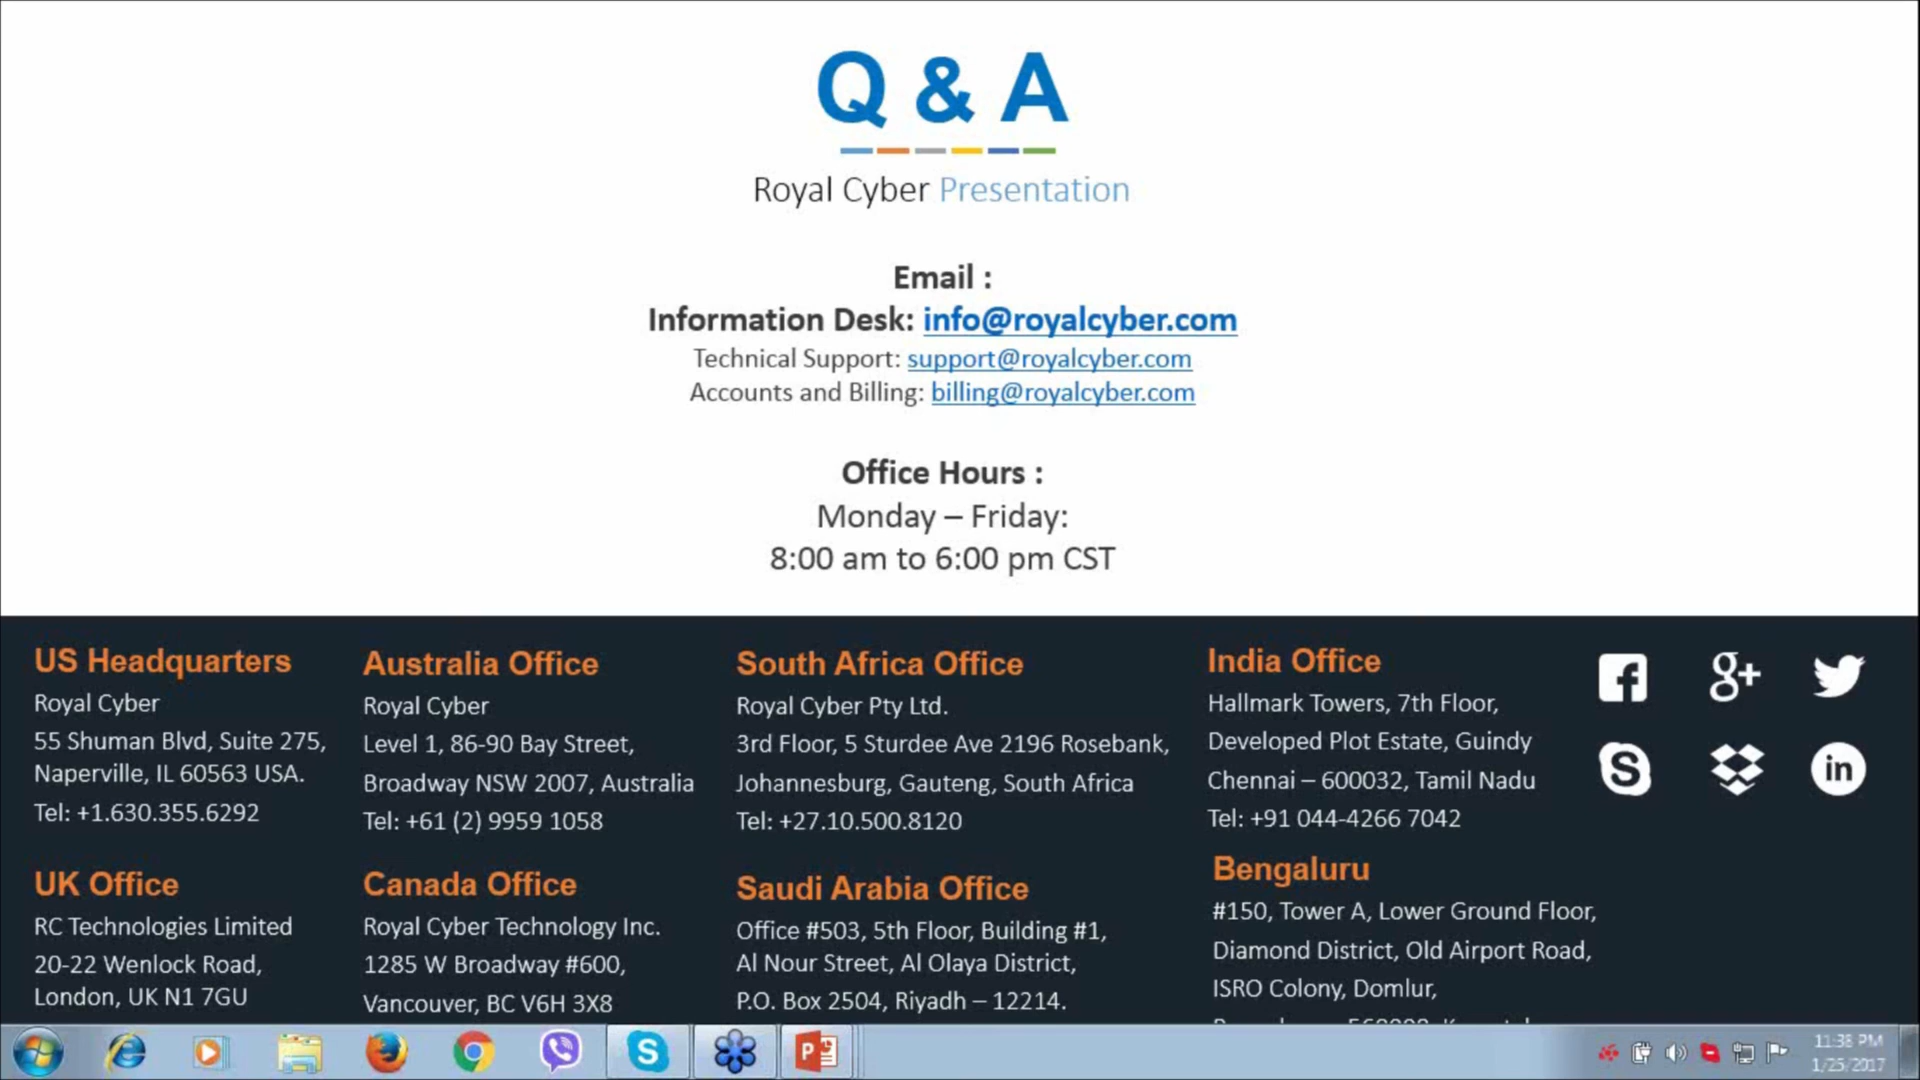 Q & A
Royal Cyber Presentation
Email :
Information Desk: info@royalcyber.com
Technical Support: support@royalcyber.com
Accounts and Billing: billing@royalcyber.com
Office Hours :
Monday – Friday:
8:00 am to 6:00 pm CST
US Headquarters
Royal Cyber
55 Shuman Blvd, Suite 275,
Naperville, IL 60563 USA.
Tel: +1.630.355.6292
Australia Office
Royal Cyber
Level 1, 86-90 Bay Street,
Broadway NSW 2007, Australia
Tel: +61 (2) 9959 1058
South Africa Office
Royal Cyber Pty Ltd.
3rd Floor, 5 Sturdee Ave 2196 Rosebank,
Johannesburg, Gauteng, South Africa
Tel: +27.10.500.8120
India Office
Hallmark Towers, 7th Floor,
Developed Plot Estate, Guindy
Chennai – 600032, Tamil Nadu
Tel: +91 044-4266 7042
UK Office
RC Technologies Limited
20-22 Wenlock Road,
London, UK N1 7GU
Canada Office
Royal Cyber Technology Inc.
1285 W Broadway #600,
Vancouver, BC V6H 3X8
Saudi Arabia Office
Office #503, 5th Floor, Building #1,
Al Nour Street, Al Olaya District,
P.O. Box 2504, Riyadh – 12214.
Bengaluru
#150, Tower A, Lower Ground Floor,
Diamond District, Old Airport Road,
ISRO Colony, Domlur,
11:38 PM
1/25/2017